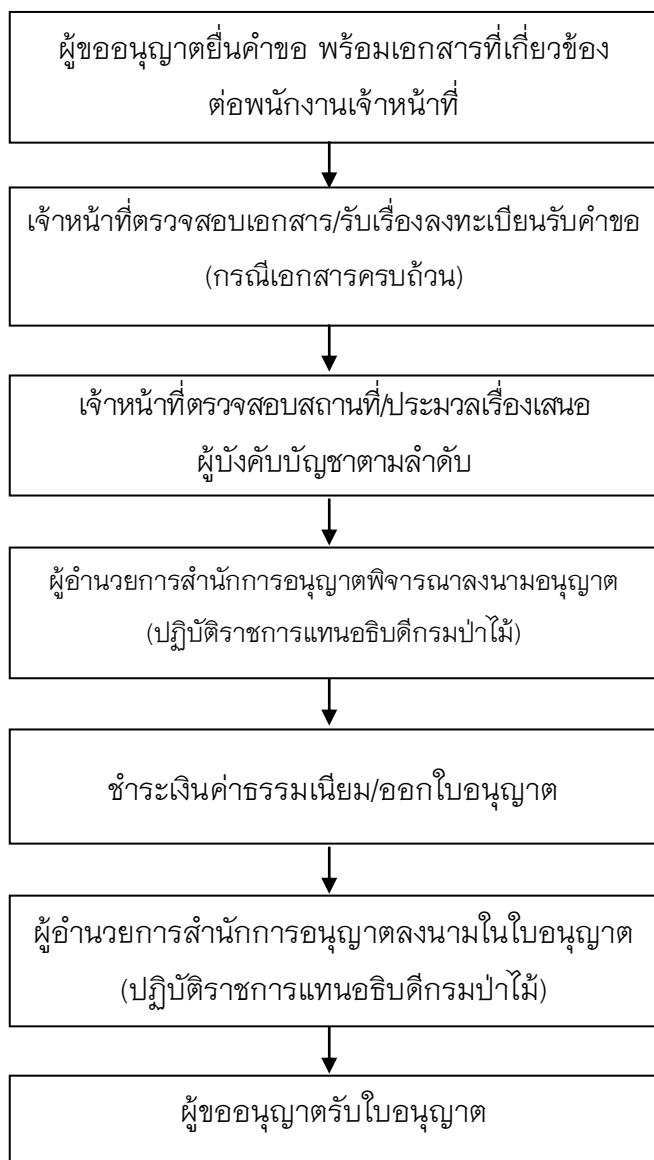 ผู้ขออนุญาตยื่นคำขอ พร้อมเอกสารที่เกี่ยวข้อง
ต่อพนักงานเจ้าหน้าที่
เจ้าหน้าที่ตรวจสอบเอกสาร/รับเรื่องลงทะเบียนรับคำขอ
(กรณีเอกสารครบถ้วน)
เจ้าหน้าที่ตรวจสอบสถานที่/ประมวลเรื่องเสนอ
ผู้บังคับบัญชาตามลำดับ
ผู้อำนวยการสำนักการอนุญาตพิจารณาลงนามอนุญาต
(ปฏิบัติราชการแทนอธิบดีกรมป่าไม้)
ชำระเงินค่าธรรมเนียม/ออกใบอนุญาต
ผู้อำนวยการสำนักการอนุญาตลงนามในใบอนุญาต
(ปฏิบัติราชการแทนอธิบดีกรมป่าไม้)
ผู้ขออนุญาตรับใบอนุญาต